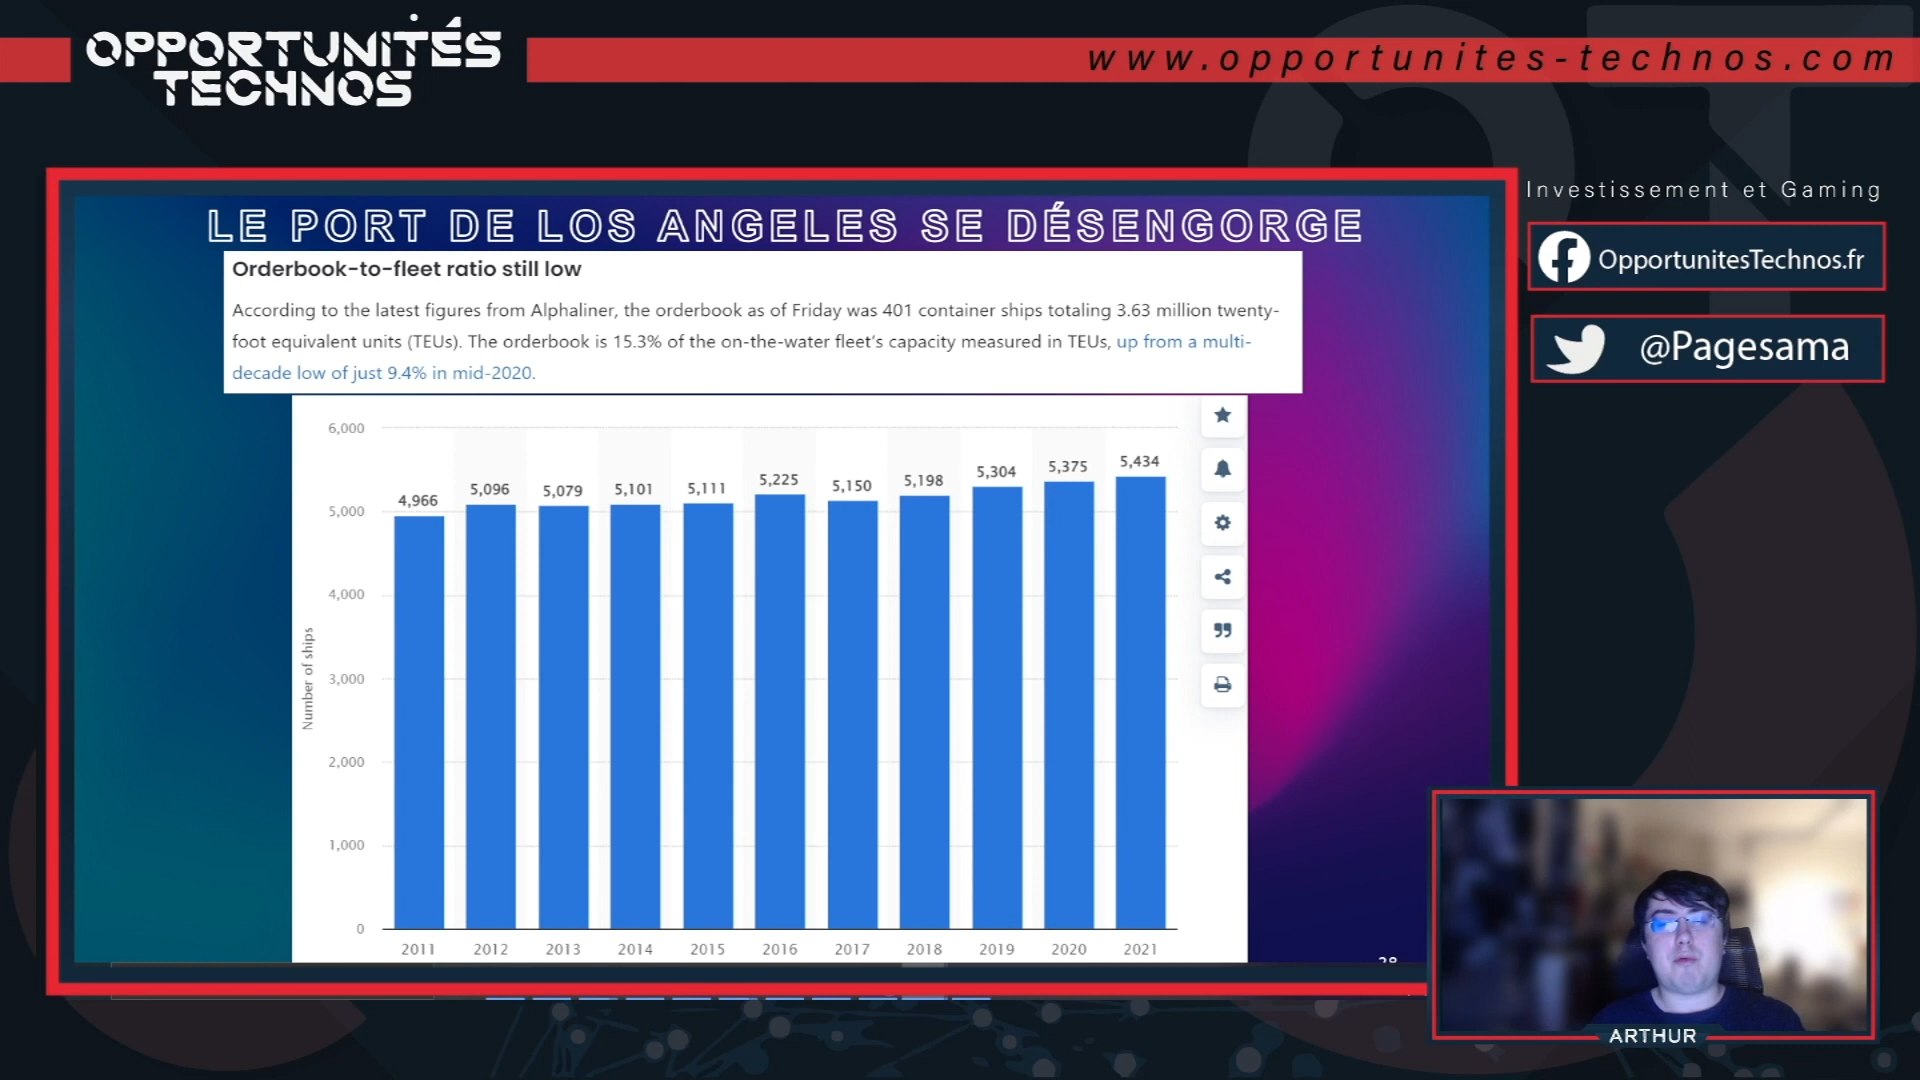 OPPORTUNITÉS
TECHNOS
www.opportunites-technos.com
Investissement et Gaming
OpportunitesTechnos.fr
@Pagesama
LE PORT DE LOS ANGELES SE DÉSENGORGE
Orderbook-to-fleet ratio still low
According to the latest figures from Alphaliner, the orderbook as of Friday was 401 container ships totaling 3.63 million twenty-
foot equivalent units (TEUs). The orderbook is 15.3% of the on-the-water fleet's capacity measured in TEUs, up from a multi-
decade low of just 9.4% in mid-2020.
Number of ships
6,000
5,000
4,000
3,000
2,000
1,000
0
4,966
5,096
5,079
5,101
5,111
5,225
5,150
5,198
5,304
5,375
5,434
2011
2012
2013
2014
2015
2016
2017
2018
2019
2020
2021
ARTHUR